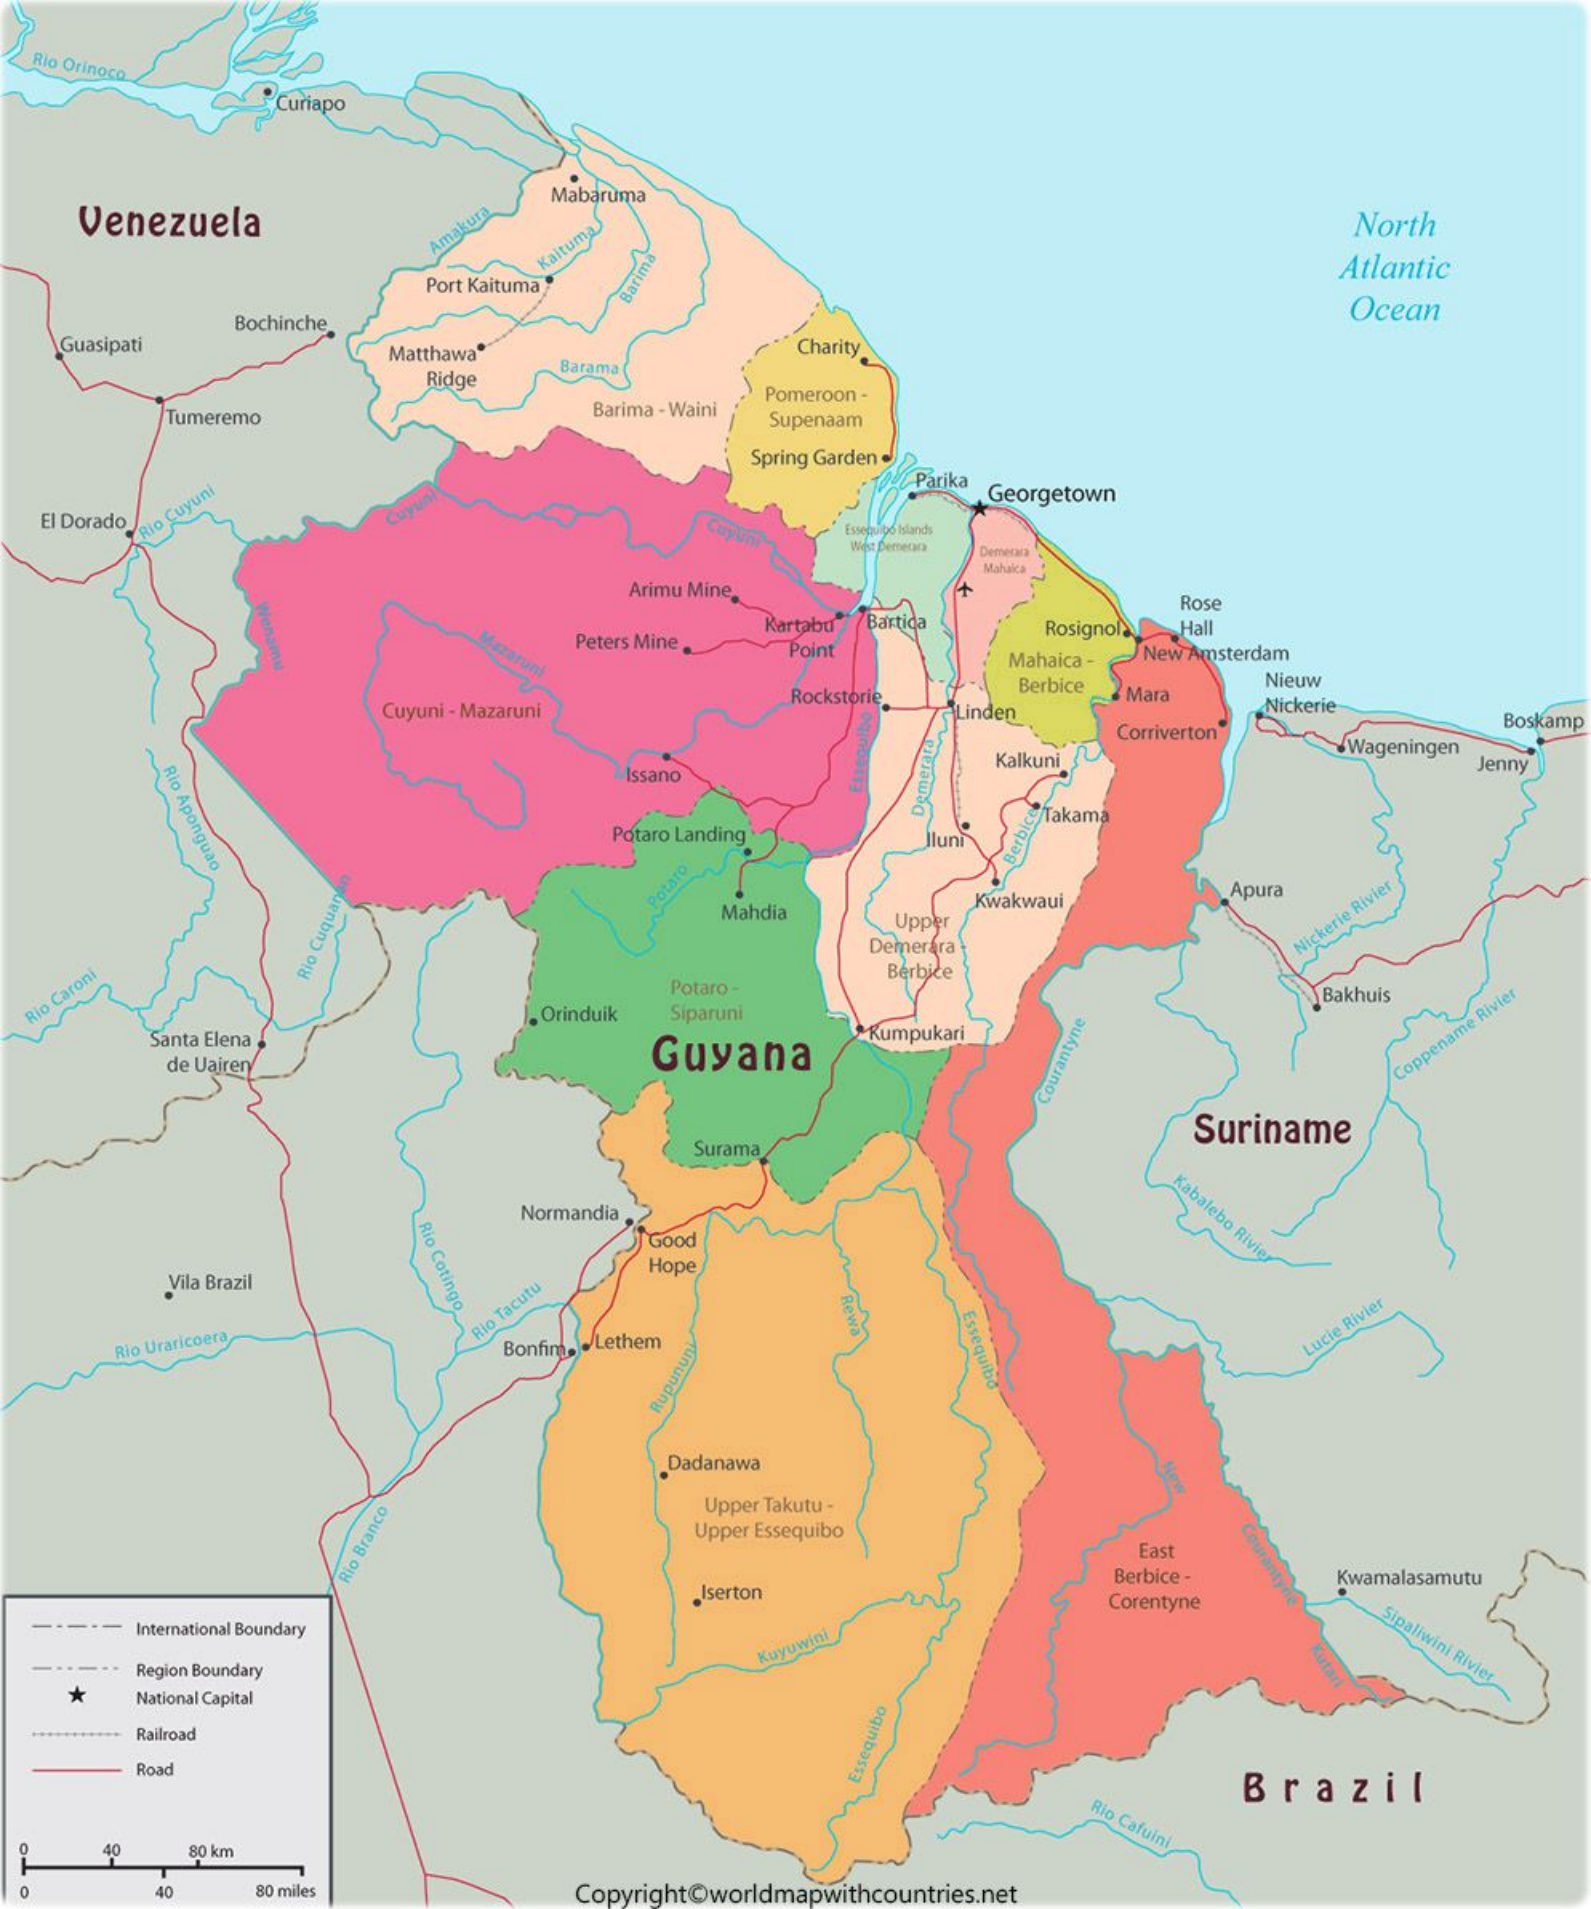 Rio Orinoco
Curiapo
Venezuela
Mabaruma
Amakura
Kaituma
Barima
Port Kaituma
North
Atlantic
Ocean
Bochinche
Guasipati
Matthawa
Ridge
Barama
Charity
Tumeremo
Barima - Waini
Pomeroon -
Supenaam
Spring Garden
Parika
Georgetown
El Dorado
Rio Cuyuni
Cuyuni
Cuyuni
Essequibo Islands
West Demerara
Demerara
Mahaica
Arimu Mine
Wenamu
Kartabu
Point
Bartica
Rose
Hall
Rosignol
Peters Mine
Mazaruni
New Amsterdam
Mahaica -
Berbice
Nieuw
Nickerie
Mara
Rockstorie
Cuyuni - Mazaruni
Linden
Corriverton
Boskamp
Wageningen
Jenny
Essequibo
Demerara
Kalkuni
Issano
Rio Aponguao
Takama
Iluni
Berbice
Potaro Landing
Potaro
Mahdia
Kwakwaui
Apura
Nickerie Rivier
Rio Cuquanan
Upper
Demerara -
Berbice
Rio Caroni
Potaro -
Siparuni
Orinduik
Bakhuis
Coppename Rivier
Santa Elena
de Uairen
Kumpukari
Guyana
Courantyne
Suriname
Surama
Normandia
Kabalebo Rivier
Good
Hope
Rio Cotingo
Vila Brazil
Rio Tacutu
Rio Uraricoera
Bonfim
Lethem
Rewa
Essequibo
Lucie Rivier
Rupununi
Dadanawa
New
Upper Takutu -
Upper Essequibo
Rio Branco
East
Berbice -
Corentyne
Courantyne
Kwamalasamutu
Iserton
Sipaliwini Rivier
Kuyuwini
Kutari
Essequibo
International Boundary
Region Boundary
National Capital
Railroad
Road
Brazil
Rio Cafuini
0 40 80 km
0 40 80 miles
Copyright©worldmapwithcountries.net